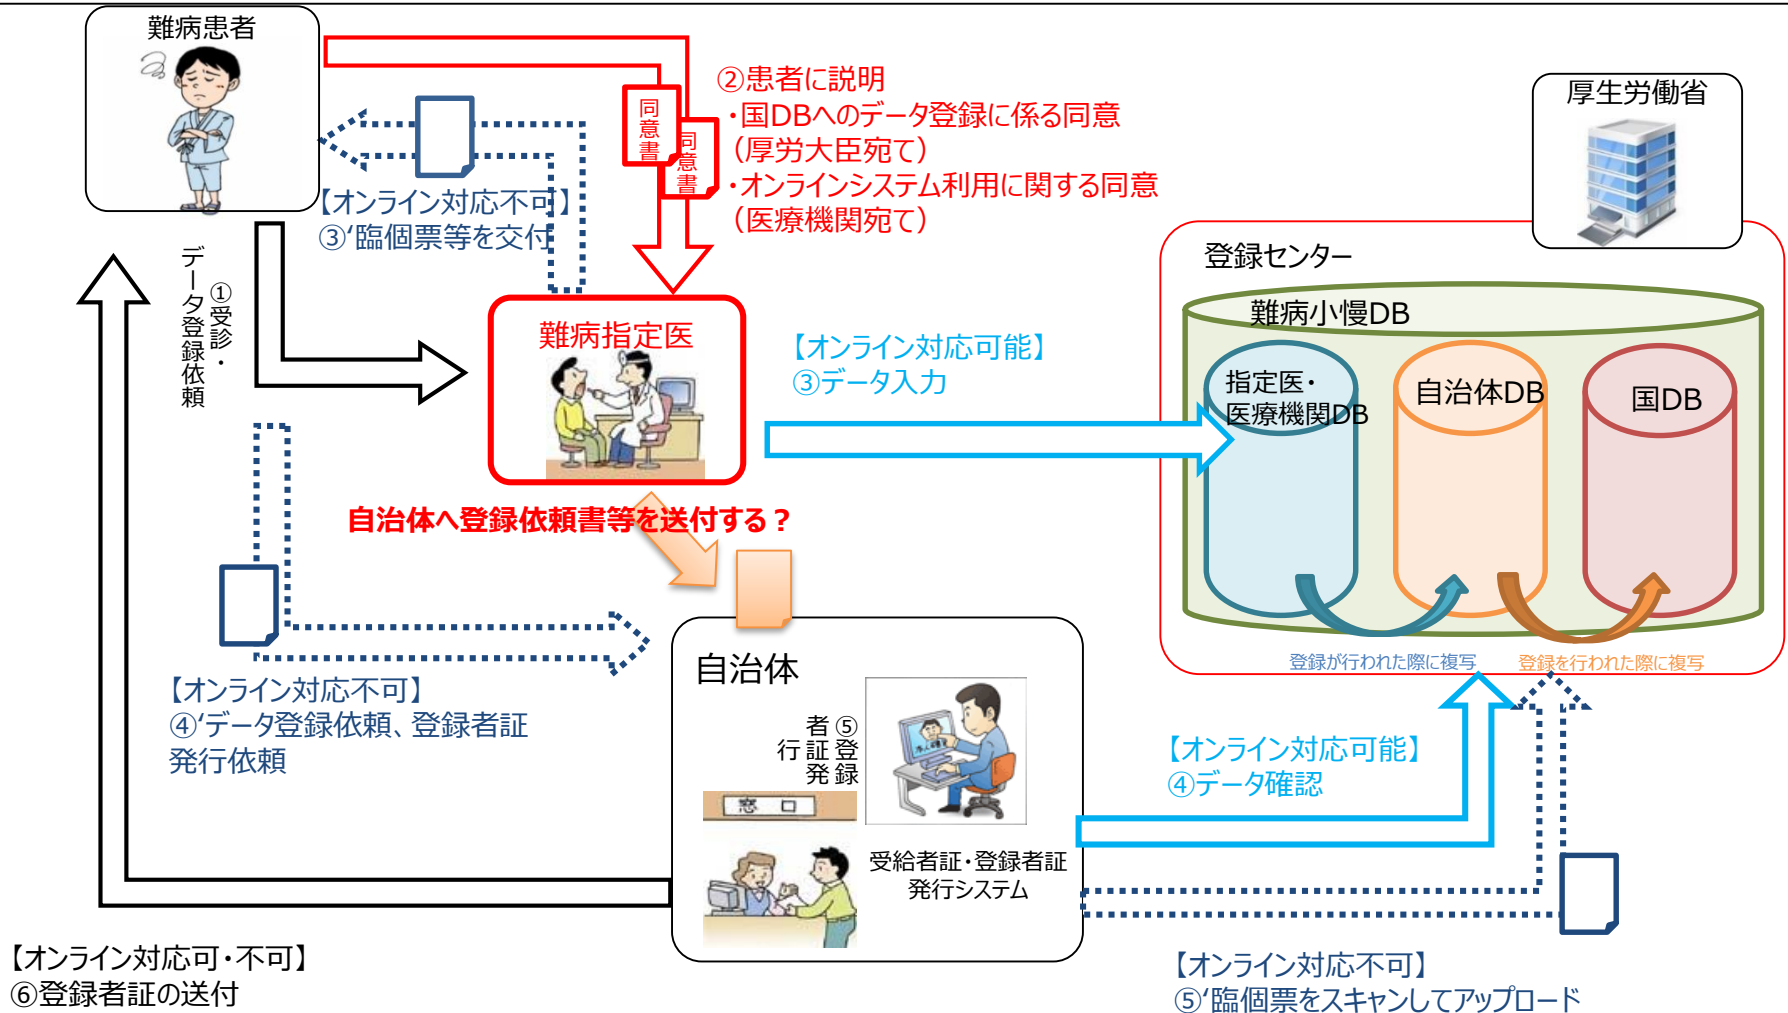 難病患者
同意書
同意書
②患者に説明
・国DBへのデータ登録に係る同意
（厚労大臣宛て）
・オンラインシステム利用に関する同意
（医療機関宛て）
厚生労働省
【オンライン対応不可】
③‘臨個票等を交付
①受診・
データ登録依頼
登録センター
難病小慢DB
難病指定医
【オンライン対応可能】
③データ入力
指定医・
医療機関DB
自治体DB
国DB
自治体へ登録依頼書等を送付する？
登録が行われた際に複写
登録を行われた際に複写
自治体
【オンライン対応不可】
④‘データ登録依頼、登録者証
発行依頼
⑤登録
者証発
行
窓口
【オンライン対応可能】
④データ確認
受給者証・登録者証
発行システム
【オンライン対応可・不可】
⑥登録者証の送付
【オンライン対応不可】
⑤‘臨個票をスキャンしてアップロード